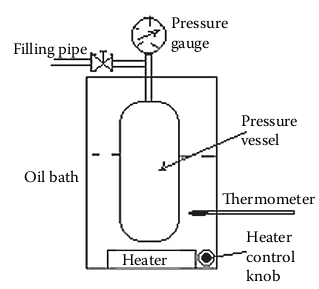 Pressure
gauge
Filling pipe
Pressure
vessel
Oil bath
Thermometer
Heater
Heater
control
knob